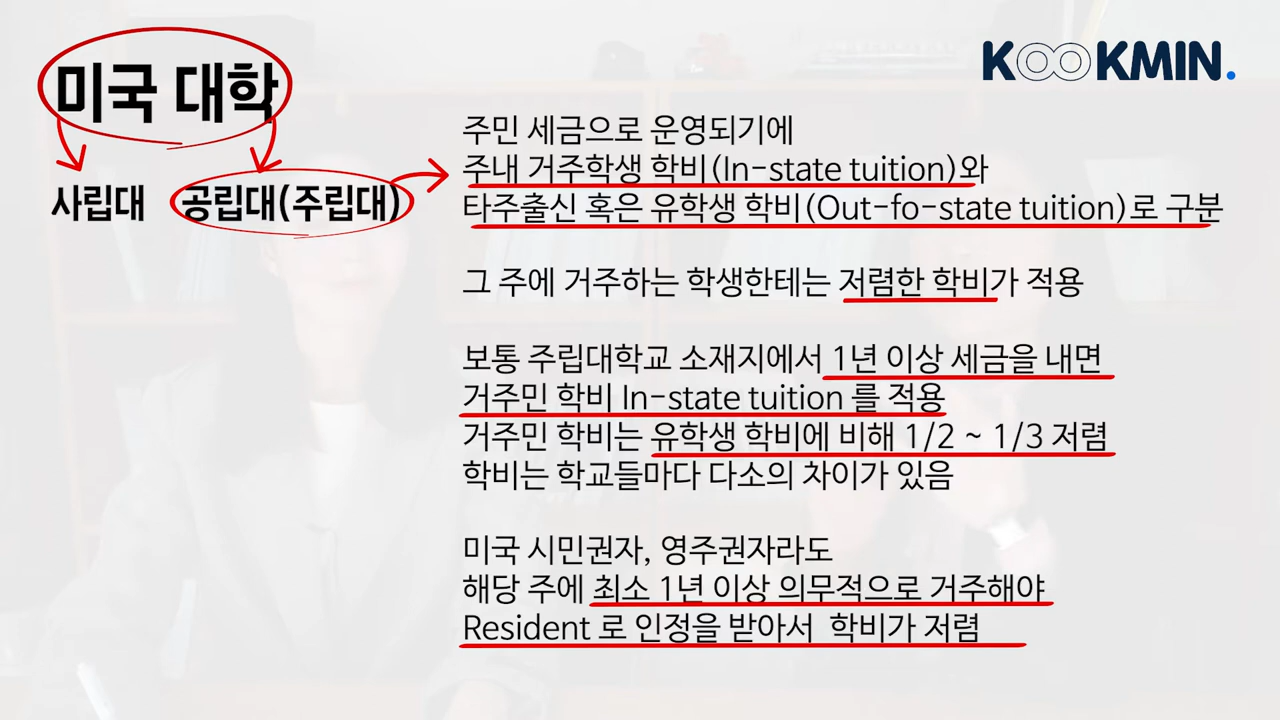 미국 대학
KOOKMIN.
사립대
공립대(주립대)
주민 세금으로 운영되기에
주내 거주학생 학비(In-state tuition)와
타주출신 혹은 유학생 학비(Out-fo-state tuition)로 구분
그 주에 거주하는 학생한테는 저렴한 학비가 적용
보통 주립대학교 소재지에서 1년 이상 세금을 내면
거주민 학비 In-state tuition 를 적용
거주민 학비는 유학생 학비에 비해 1/2 ~ 1/3 저렴
학비는 학교들마다 다소의 차이가 있음
미국 시민권자, 영주권자라도
해당 주에 최소 1년 이상 의무적으로 거주해야
Resident 로 인정을 받아서 학비가 저렴